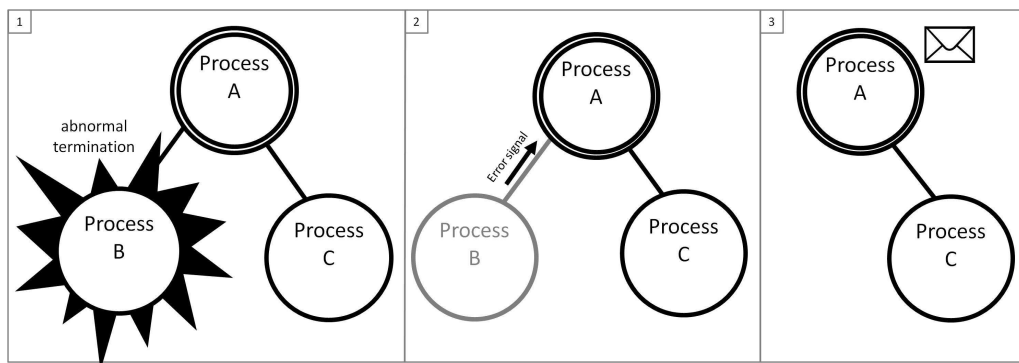 1
Process
A
abnormal
termination
Process
B
Process
C
2
Process
A
Error signal
Process
B
Process
C
3
Process
A
Process
C